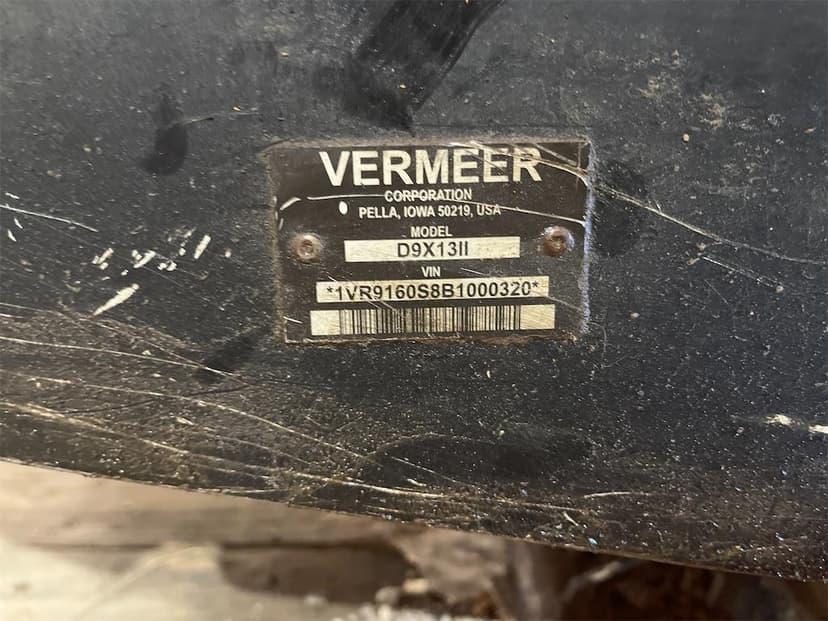 VERMEER
CORPORATION
PELLA, IOWA 50219, USA
MODEL
D9X13II
VIN
*1VR9160S8B1000320*